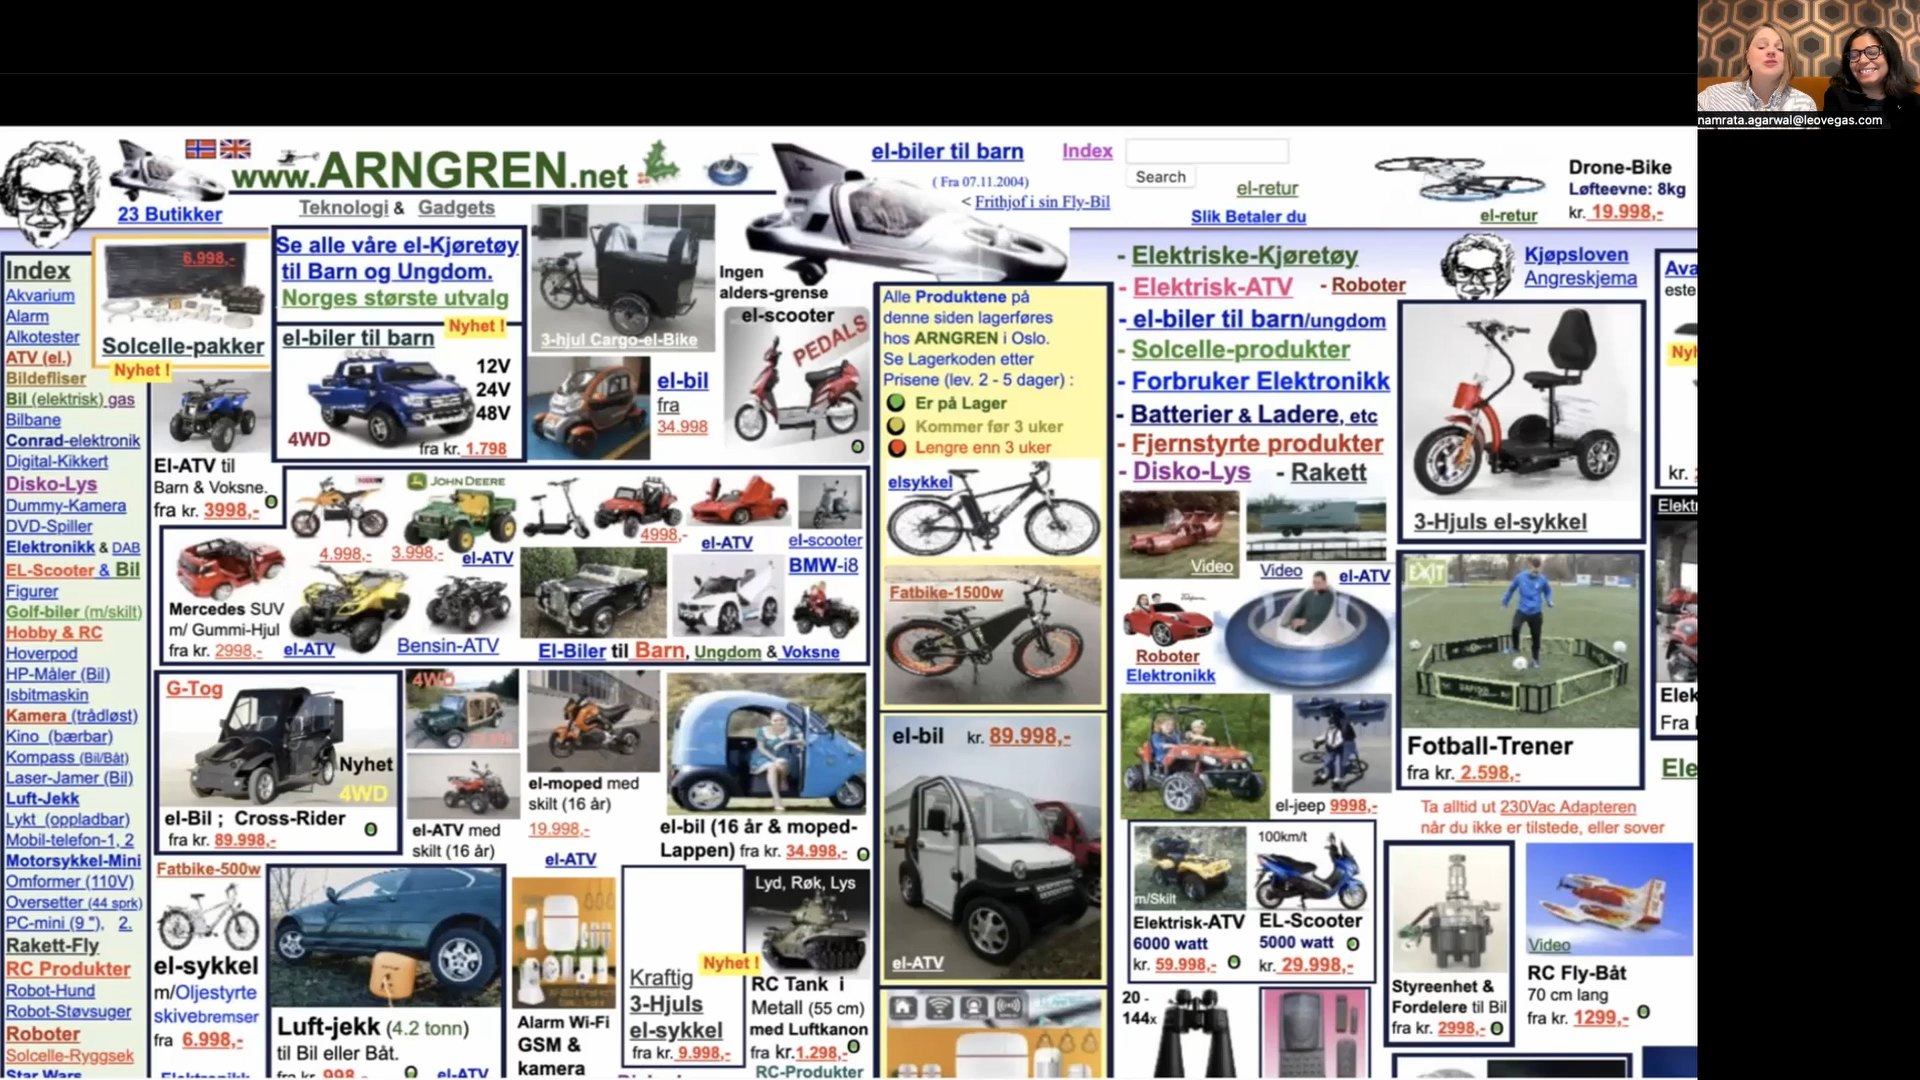 namrata.agarwal@leovegas.com
www.ARNGREN.net
23 Butikker
Teknologi & Gadgets
el-biler til barn
( Fra 07.11.2004)
< Frithjof i sin Fly-Bil
Index
Search
el-retur
Slik Betaler du
el-retur
Drone-Bike
Løfteevne: 8kg
kr. 19.998,-
Index
Akvarium
Alarm
Alkotester
ATV (el.)
Bildefliser
Bil (elektrisk) gas
Bilbane
Conrad-elektronik
Digital-Kikkert
Disko-Lys
Dummy-Kamera
DVD-Spiller
Elektronikk & DAB
EL-Scooter & Bil
Figurer
Golf-biler (m/skilt)
Hobby & RC
Hoverpod
HP-Måler (Bil)
Isbitmaskin
Kamera (trådløst)
Kino (bærbar)
Kompass (Bil/Båt)
Laser-Jamer (Bil)
Luft-Jekk
Lykt (oppladbar)
Mobil-telefon-1, 2
Motorsykkel-Mini
Omformer (110V)
Oversetter (44 sprk)
PC-mini (9 "), 2.
Rakett-Fly
RC Produkter
Robot-Hund
Robot-Støvsuger
Roboter
Solcelle-Ryggsek
Star Wars
6.998,-
Solcelle-pakker
Nyhet !
El-ATV til
Barn & Voksne.
fra kr. 3998,-
Se alle våre el-Kjøretøy
til Barn og Ungdom.
Norges største utvalg
Nyhet !
el-biler til barn
12V
24V
48V
4WD
fra kr. 1.798
3-hjul Cargo-el-Bike
el-bil
fra
34.998
Ingen
alders-grense
el-scooter
PEDALS
JOHN DEERE
4.998,-
3.998,-
el-ATV
4998,-
el-ATV
el-scooter
BMW-i8
Mercedes SUV
m/ Gummi-Hjul
fra kr. 2998,-
el-ATV
Bensin-ATV
El-Biler til Barn, Ungdom & Voksne
G-Tog
Nyhet
4WD
el-Bil ; Cross-Rider
fra kr. 89.998,-
4WD
el-ATV med
skilt (16 år)
el-moped med
skilt (16 år)
19.998,-
el-ATV
el-bil (16 år & moped-
Lappen) fra kr. 34.998,-
Fatbike-500w
el-sykkel
m/Oljestyrte
skivebremser
fra 6.998,-
Elektronikk
Luft-jekk (4.2 tonn)
til Bil eller Båt.
fra kr. 998,-
el-ATV
Alarm Wi-Fi
GSM &
kamera
Kraftig
3-Hjuls
el-sykkel
fra kr. 9.998,-
Lyd, Røk, Lys
Nyhet !
RC Tank i
Metall (55 cm)
med Luftkanon
fra kr.1.298,-
RC-Produkter
Alle Produktene på
denne siden lagerføres
hos ARNGREN i Oslo.
Se Lagerkoden etter
Prisene (lev. 2 - 5 dager) :
Er på Lager
Kommer før 3 uker
Lengre enn 3 uker
elsykkel
Fatbike-1500w
el-bil kr. 89.998,-
el-ATV
- Elektriske-Kjøretøy
- Elektrisk-ATV - Roboter
- el-biler til barn/ungdom
- Solcelle-produkter
- Forbruker Elektronikk
- Batterier & Ladere, etc
- Fjernstyrte produkter
- Disko-Lys - Rakett
Video
Video
el-ATV
Roboter
Elektronikk
el-jeep 9998,-
m/Skilt
Elektrisk-ATV
6000 watt
kr. 59.998,-
100km/t
EL-Scooter
5000 watt
kr. 29.998,-
20 -
144x
Kjøpsloven
Angreskjema
3-Hjuls el-sykkel
EXIT
Fotball-Trener
fra kr. 2.598,-
Ta alltid ut 230Vac Adapteren
når du ikke er tilstede, eller sover
Styreenhet &
Fordelere til Bil
fra kr. 2998,-
Video
RC Fly-Båt
70 cm lang
fra kr. 1299,-
Ava
este
Nyh
kr.
Elekt
Elek
Fra
Ele